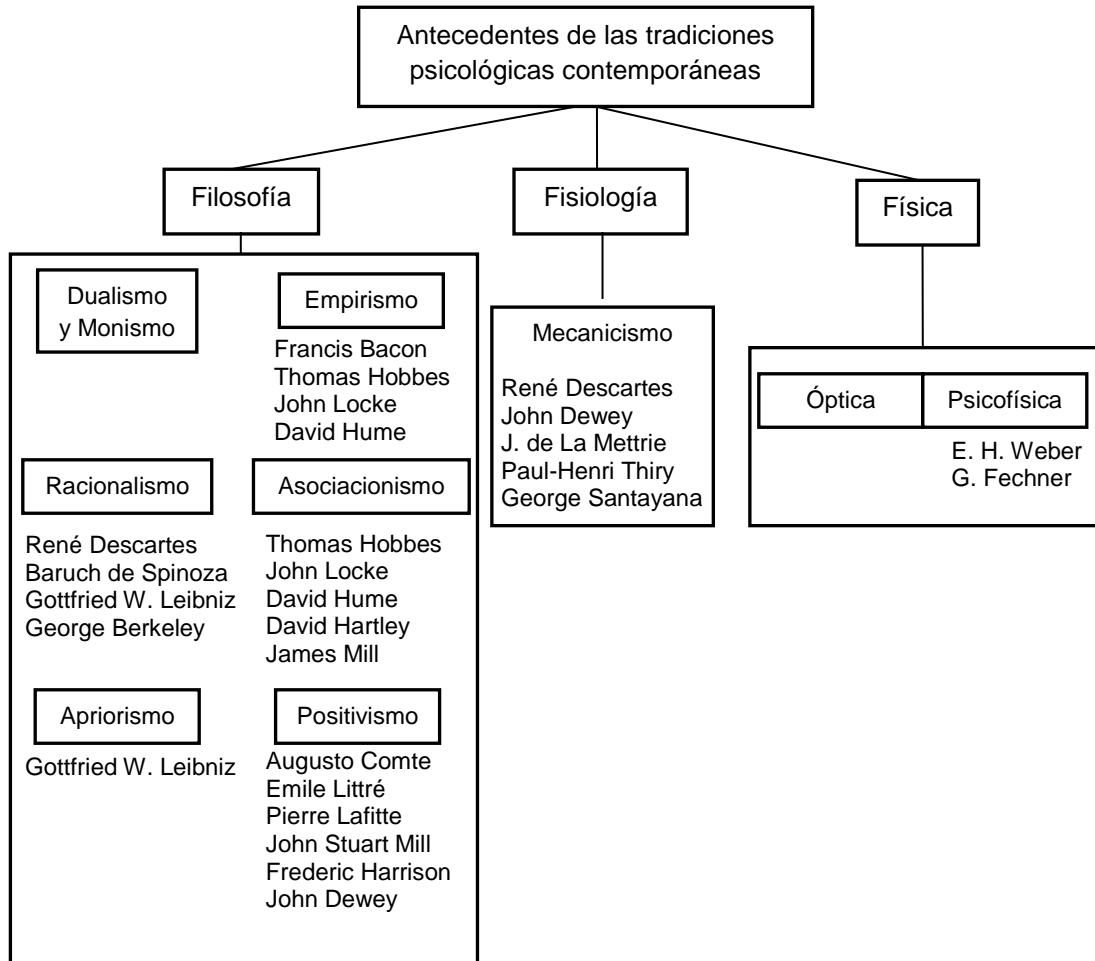 Antecedentes de las tradiciones
psicológicas contemporáneas
Filosofía
Fisiología
Física
Dualismo
y Monismo
Empirismo
Francis Bacon
Thomas Hobbes
John Locke
David Hume
Racionalismo
René Descartes
Baruch de Spinoza
Gottfried W. Leibniz
George Berkeley
Asociacionismo
Thomas Hobbes
John Locke
David Hume
David Hartley
James Mill
Apriorismo
Gottfried W. Leibniz
Positivismo
Augusto Comte
Emile Littré
Pierre Lafitte
John Stuart Mill
Frederic Harrison
John Dewey
Mecanicismo
René Descartes
John Dewey
J. de La Mettrie
Paul-Henri Thiry
George Santayana
Óptica
Psicofísica
E. H. Weber
G. Fechner